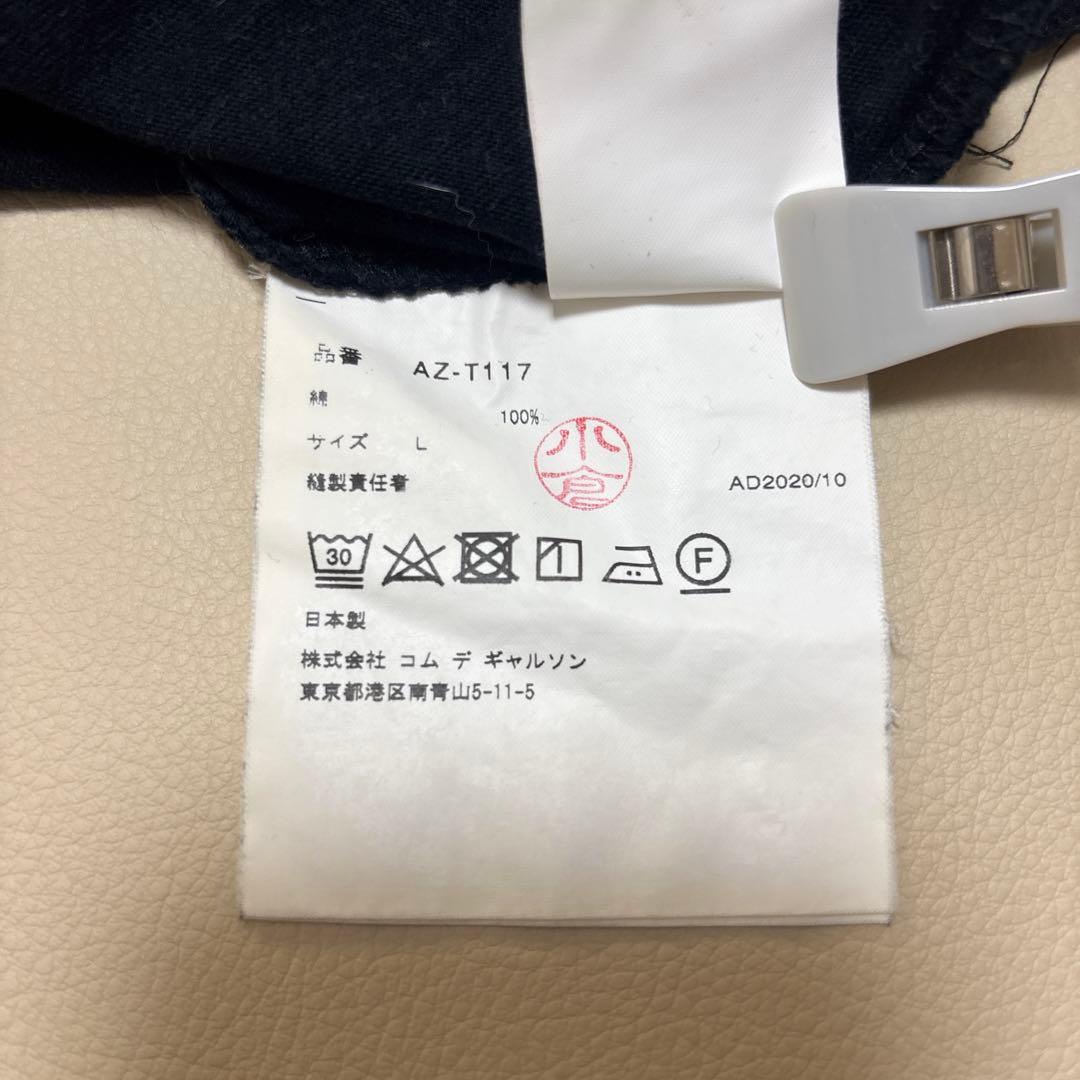 品番 AZ-T117
綿 100%
サイズ L
縫製責任者 小倉 AD2020/10
30 F
日本製
株式会社 コム デ ギャルソン
東京都港区南青山5-11-5